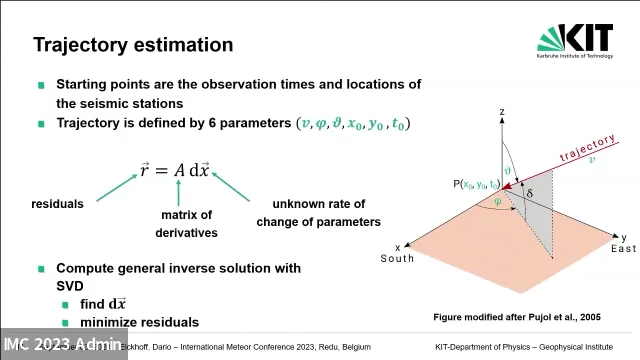 Trajectory estimation
KIT
Karlsruhe Institute of Technology
Starting points are the observation times and locations of
the seismic stations
Trajectory is defined by 6 parameters (v, φ, ϑ, x₀, y₀, t₀)
r⃗ = A dx⃗
residuals
matrix of
derivatives
unknown rate of
change of parameters
Compute general inverse solution with
SVD
find dx⃗
minimize residuals
z
trajectory
v
ϑ
P(x₀, y₀, t₀)
δ
φ
x
South
y
East
Figure modified after Pujol et al., 2005
IMC 2023 Admin
Eickhoff, Dario – International Meteor Conference 2023, Redu, Belgium
KIT-Department of Physics – Geophysical Institute